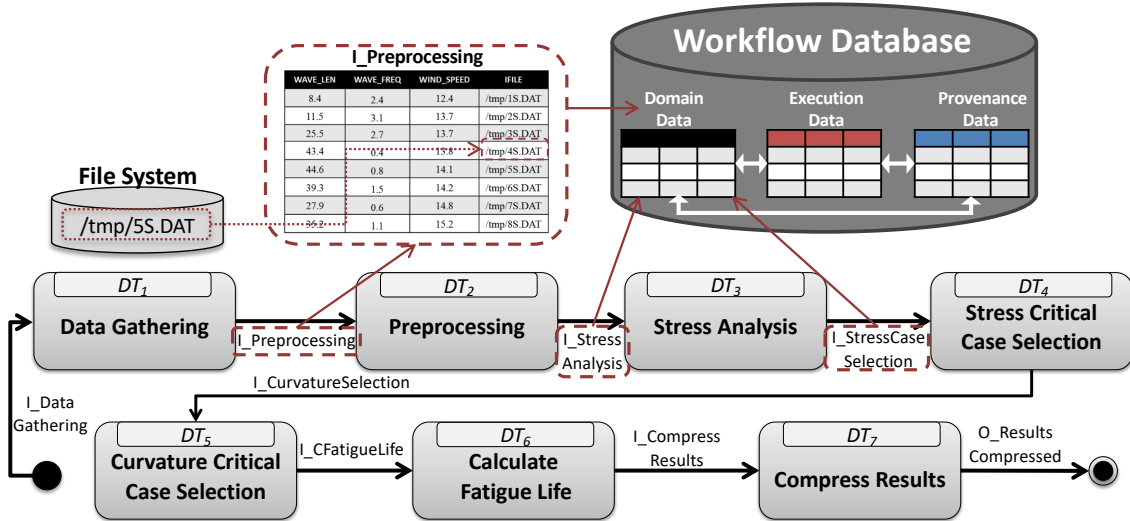 Workflow Database
I_Preprocessing
WAVE_LEN WAVE_FREQ WIND_SPEED IFILE
8.4 2.4 12.4 /tmp/1S.DAT
11.5 3.1 13.7 /tmp/2S.DAT
25.5 2.7 13.7 /tmp/3S.DAT
43.4 0.4 15.8 /tmp/4S.DAT
44.6 0.8 14.1 /tmp/5S.DAT
39.3 1.5 14.2 /tmp/6S.DAT
27.9 0.6 14.8 /tmp/7S.DAT
35.2 1.1 15.2 /tmp/8S.DAT
Domain
Data
Execution
Data
Provenance
Data
File System
/tmp/5S.DAT
DT1
Data Gathering
I_Preprocessing
DT2
Preprocessing
I_Stress
Analysis
DT3
Stress Analysis
I_StressCase
Selection
DT4
Stress Critical
Case Selection
I_CurvatureSelection
I_Data
Gathering
DT5
Curvature Critical
Case Selection
I_CFatigueLife
DT6
Calculate
Fatigue Life
I_Compress
Results
DT7
Compress Results
O_Results
Compressed